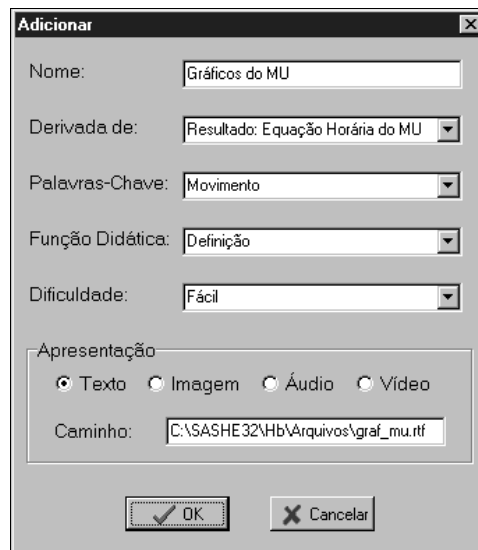 Adicionar
Nome: Gráficos do MU
Derivada de: Resultado: Equação Horária do MU
Palavras-Chave: Movimento
Função Didática: Definição
Dificuldade: Fácil
Apresentação
Texto Imagem Áudio Vídeo
Caminho: C:\SASHE32\Hb\Arquivos\graf_mu.rtf
OK Cancelar